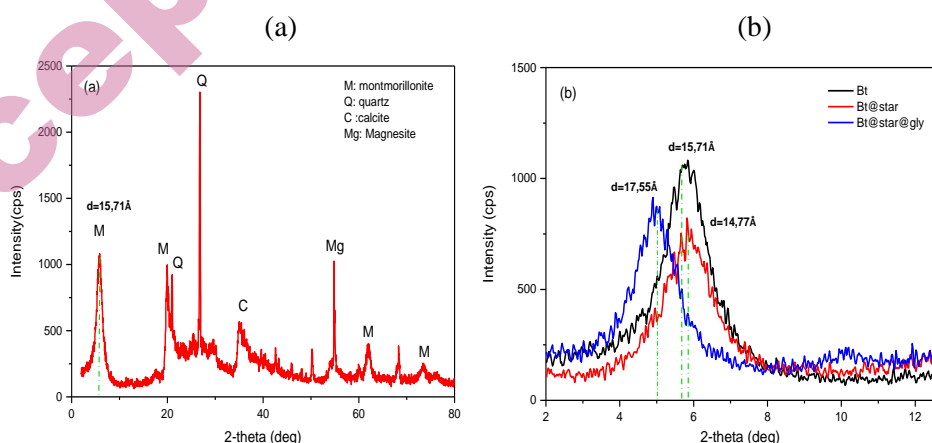 (a)
(b)
cep
2500
2000
1500
1000
500
0
0
20
40
60
80
Intensity(cps)
2-theta (deg)
(a)
M: montmorillonite
Q: quartz
C :calcite
Mg: Magnesite
d=15,71Å
M
M
Q
Q
C
Mg
M
M
1500
1000
500
0
2
4
6
8
10
12
Intensity (cps)
2-theta (deg)
(b)
Bt
Bt@star
Bt@star@gly
d=15,71Å
d=17,55Å
d=14,77Å